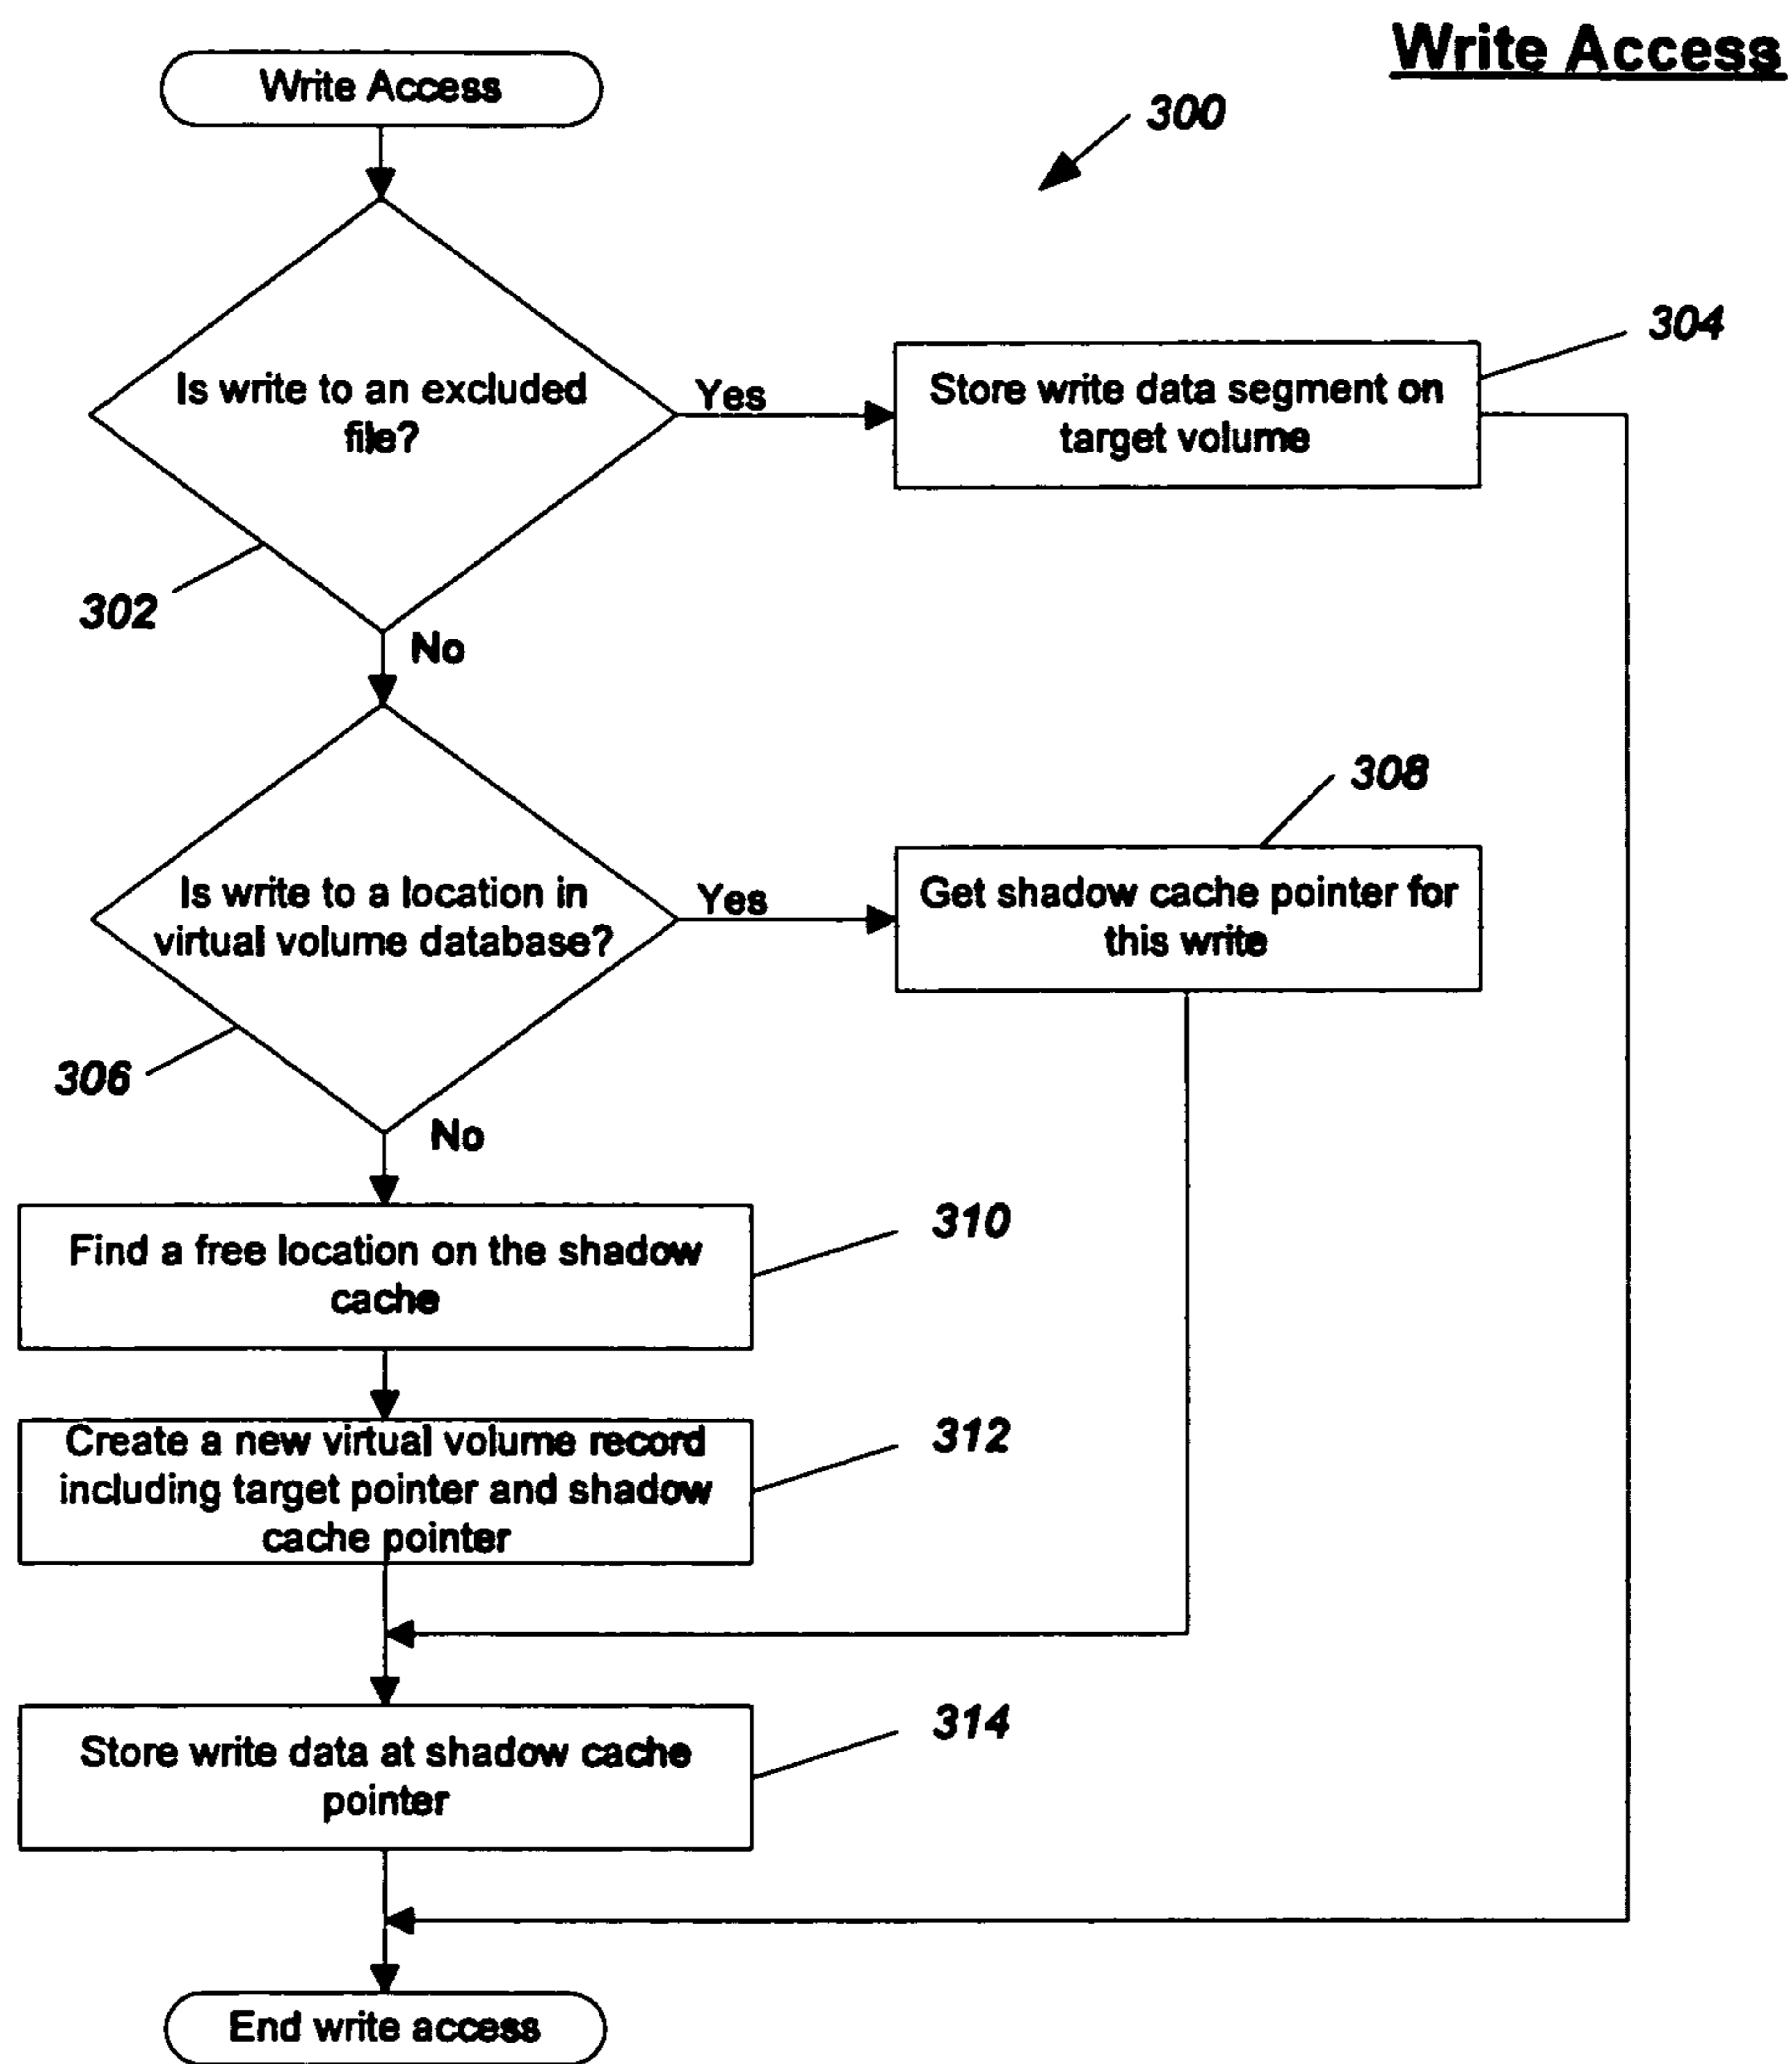 Write Access
Write Access
300
Is write to an excluded
file?
Yes
Store write data segment on
target volume
304
302
No
Is write to a location in
virtual volume database?
Yes
Get shadow cache pointer for
this write
308
306
No
Find a free location on the shadow
cache
310
Create a new virtual volume record
including target pointer and shadow
cache pointer
312
Store write data at shadow cache
pointer
314
End write access